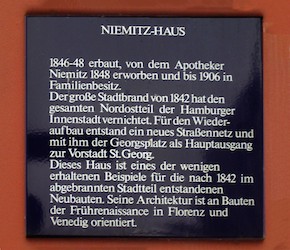 NIEMITZ-HAUS
1846-48 erbaut, von dem Apotheker
Niemitz 1848 erworben und bis 1906 in
Familienbesitz.
Der große Stadtbrand von 1842 hat den
gesamten Nordostteil der Hamburger
Innenstadt vernichtet. Für den Wieder-
aufbau entstand ein neues Straßennetz und
mit ihm der Georgsplatz als Hauptausgang
zur Vorstadt St. Georg.
Dieses Haus ist eines der wenigen
erhaltenen Beispiele für die nach 1842 im
abgebrannten Stadtteil entstandenen
Neubauten. Seine Architektur ist an Bauten
der Frührenaissance in Florenz und
Venedig orientiert.